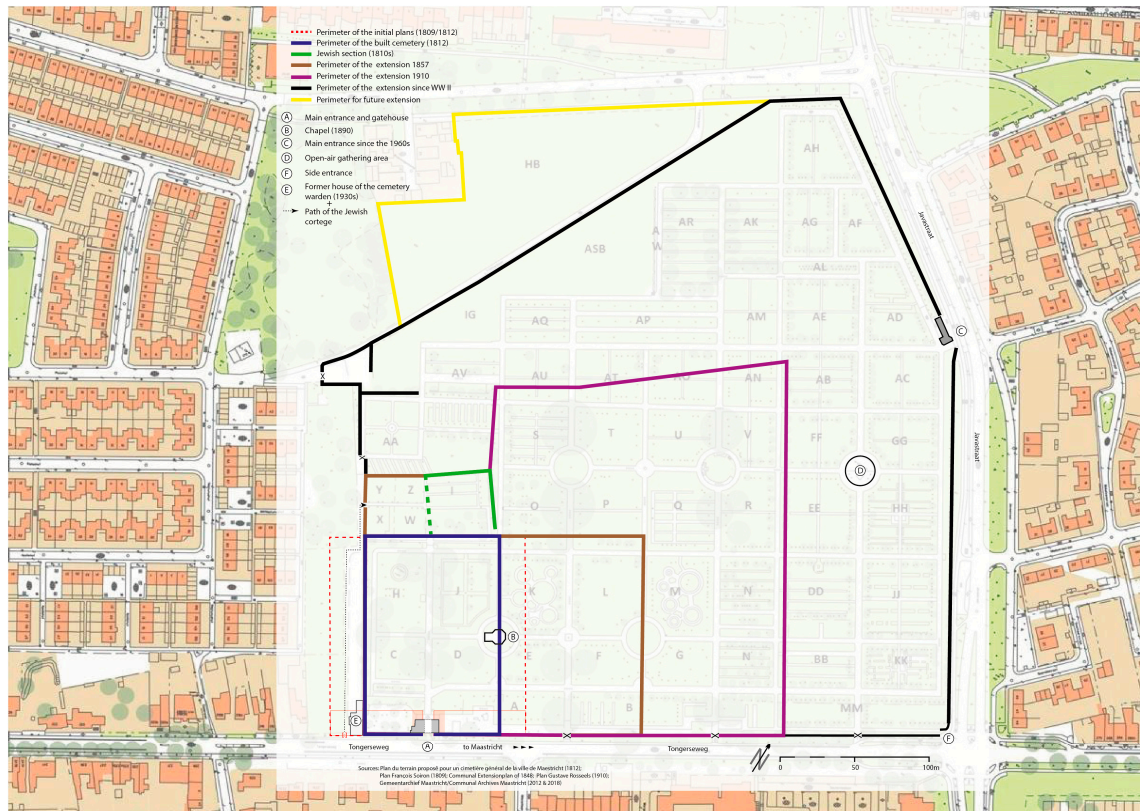 Perimeter of the initial plans (1809/1812)
Perimeter of the built cemetery (1812)
Jewish section (1810s)
Perimeter of the extension 1857
Perimeter of the extension 1910
Perimeter of the extension since WW II
Perimeter for future extension
A Main entrance and gatehouse
B Chapel (1890)
C Main entrance since the 1960s
D Open-air gathering area
F Side entrance
E Former house of the cemetery
warden (1930s)
+
Path of the Jewish
cortege
HB
AH
AR AK AG AF
A
W
ASB
AL
Javastraat
IG AQ AP AM AE AD
C
AV AU AT AN AB AC
X
AA S T U V FF GG
Javastraat
D
Y Z I
X W O P Q R EE HH
H J K L M N DD JJ
B
C D E F G N BB KK
A B MM
E
A
F
Tongerseweg to Maastricht Tongerseweg
0 50 100m
Sources: Plan du terrain proposé pour un cimetière général de la ville de Maestricht (1812);
Plan Francois Soiron (1809); Communal Extensionplan of 1848; Plan Gustave Rosseels (1910);
Gemeentarchief Maastricht/Communal Archives Maastricht (2012 & 2018)